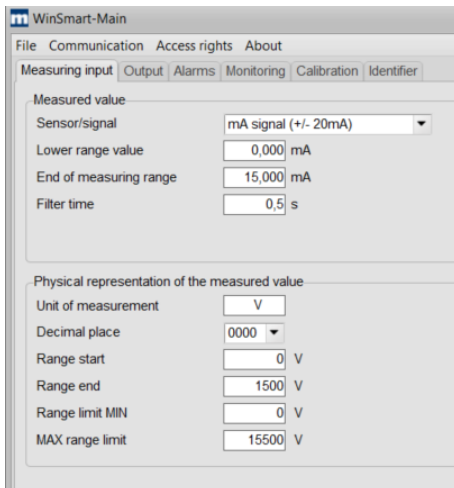 m WinSmart-Main
File Communication Access rights About
Measuring input Output Alarms Monitoring Calibration Identifier
Measured value
Sensor/signal mA signal (+/- 20mA)
Lower range value 0,000 mA
End of measuring range 15,000 mA
Filter time 0,5 s
Physical representation of the measured value
Unit of measurement V
Decimal place 0000
Range start 0 V
Range end 1500 V
Range limit MIN 0 V
MAX range limit 15500 V